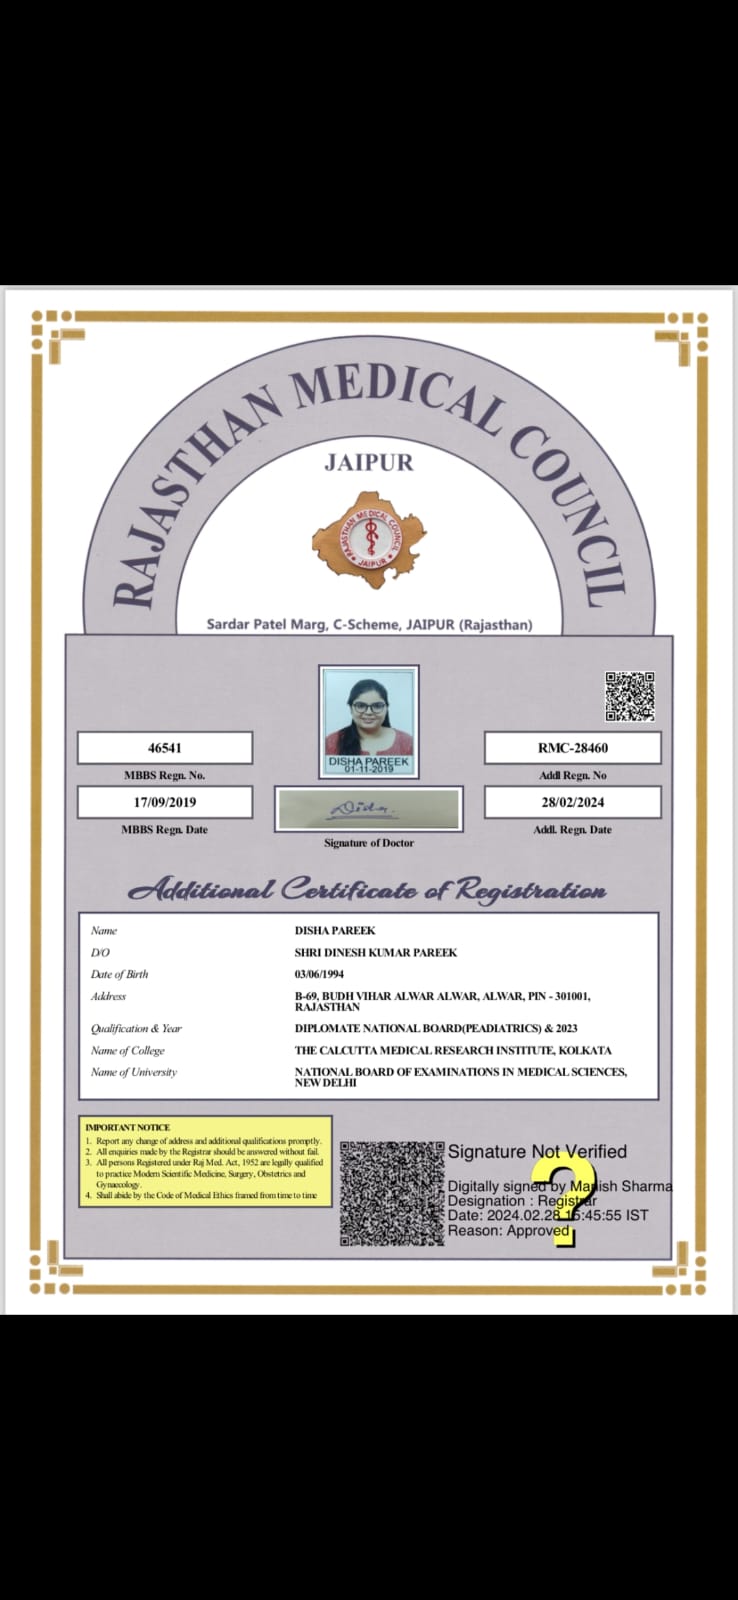 RAJASTHAN MEDICAL COUNCIL
JAIPUR
RAJASTHAN MEDICAL COUNCIL
JAIPUR
Sardar Patel Marg, C-Scheme, JAIPUR (Rajasthan)
DISHA PAREEK
01-11-2019
46541
MBBS Regn. No.
RMC-28460
Addl Regn. No
17/09/2019
MBBS Regn. Date
Disha
Signature of Doctor
28/02/2024
Addl. Regn. Date
Additional Certificate of Registration
Name DISHA PAREEK
D/O SHRI DINESH KUMAR PAREEK
Date of Birth 03/06/1994
Address B-69, BUDH VIHAR ALWAR ALWAR, ALWAR, PIN - 301001,
RAJASTHAN
Qualification & Year DIPLOMATE NATIONAL BOARD(PEADIATRICS) & 2023
Name of College THE CALCUTTA MEDICAL RESEARCH INSTITUTE, KOLKATA
Name of University NATIONAL BOARD OF EXAMINATIONS IN MEDICAL SCIENCES,
NEW DELHI
IMPORTANT NOTICE
1. Report any change of address and additional qualifications promptly.
2. All enquiries made by the Registrar should be answered without fail.
3. All persons Registered under Raj Med. Act, 1952 are legally qualified
to practice Modern Scientific Medicine, Surgery, Obstetrics and
Gynaecology.
4. Shall abide by the Code of Medical Ethics framed from time to time
Signature Not Verified
Digitally signed by Manish Sharma
Designation : Registrar
Date: 2024.02.28 15:45:55 IST
Reason: Approved
?